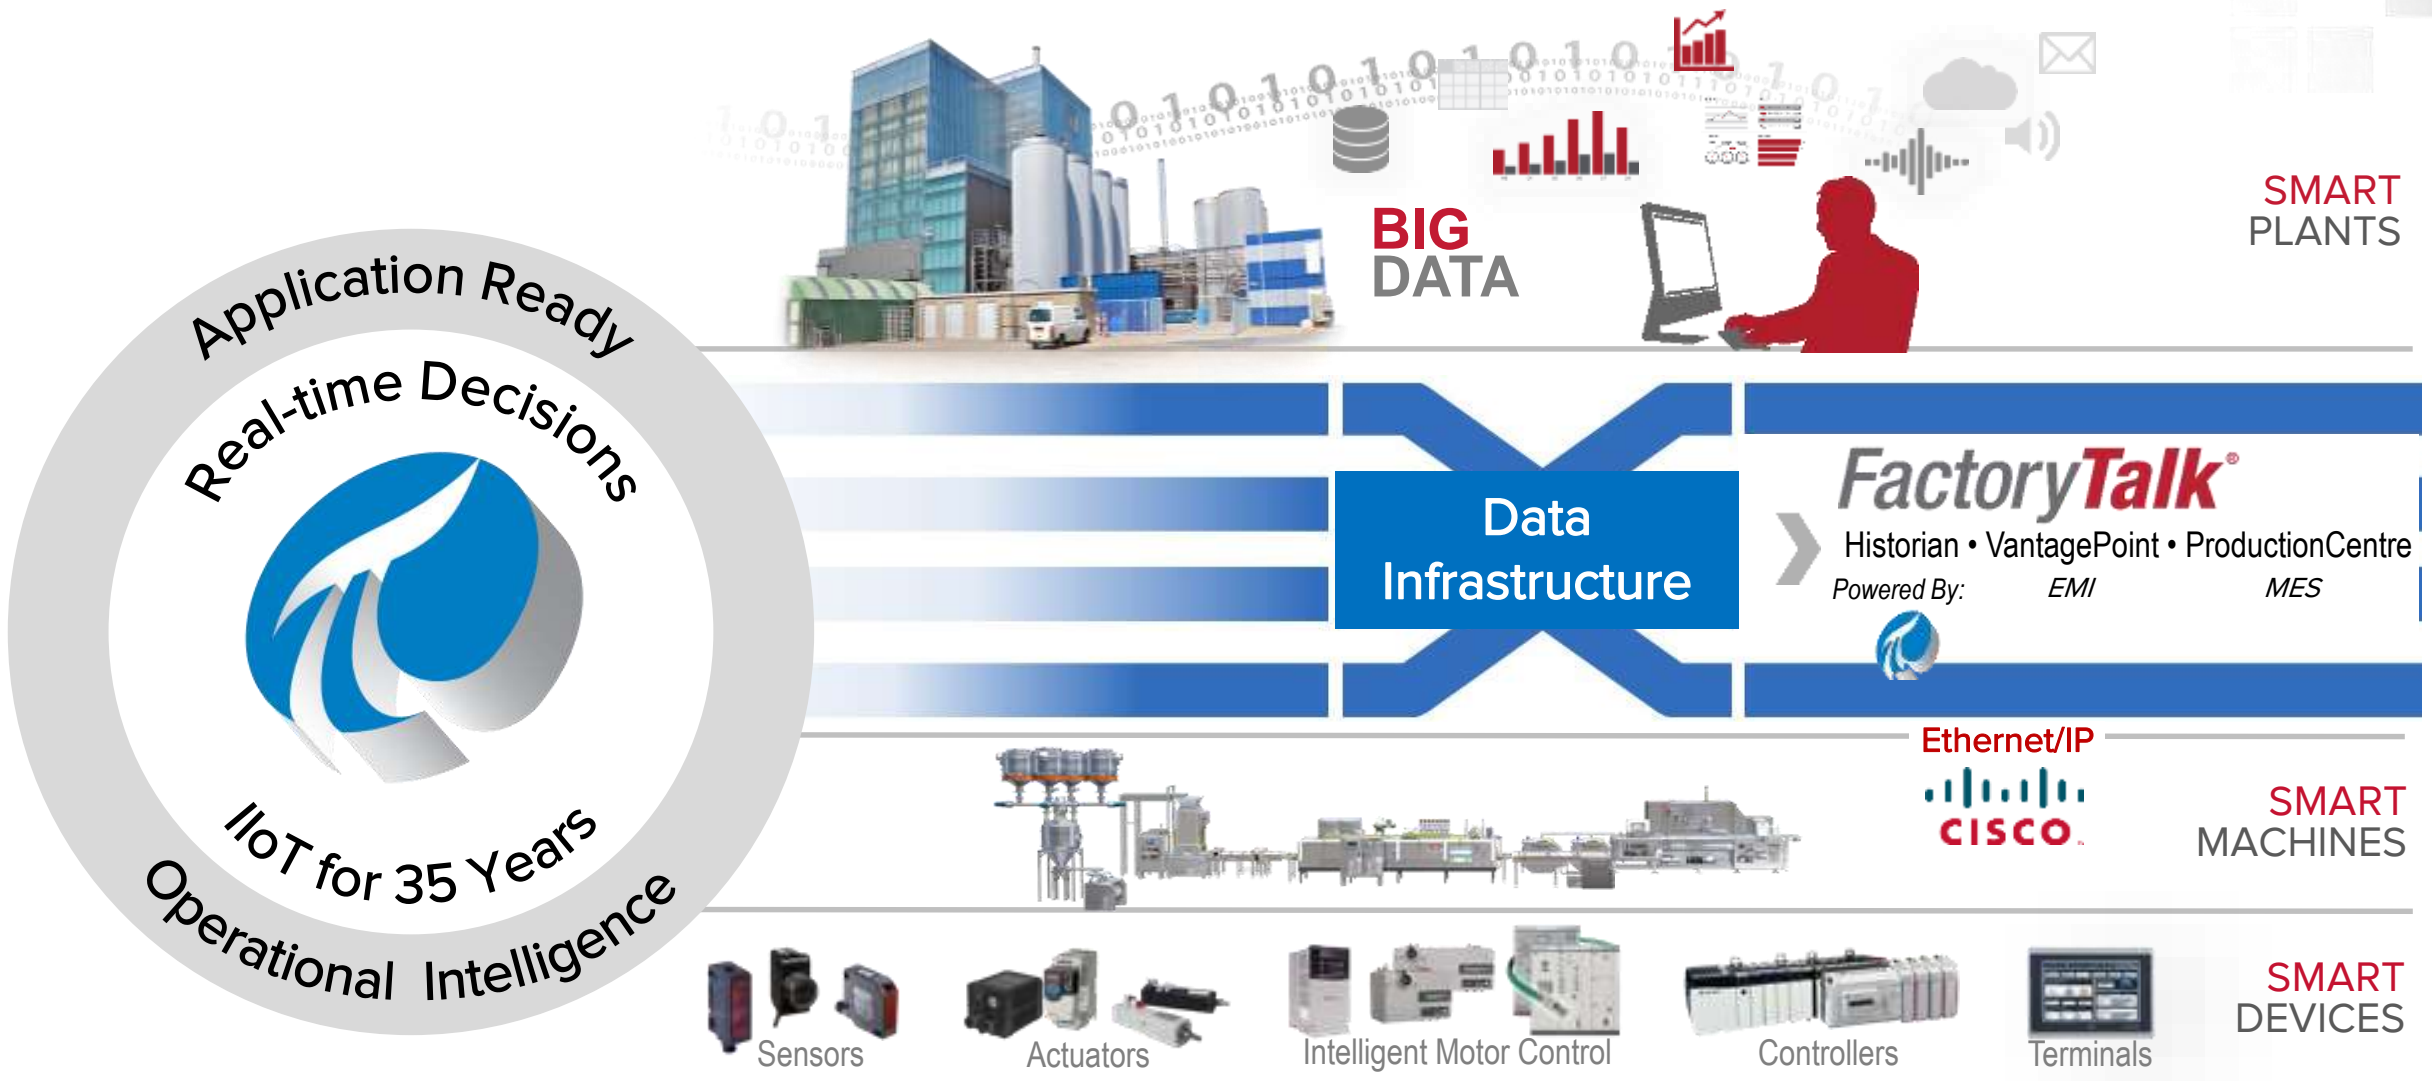 Application Ready
Real-time Decisions
IIoT for 35 Years
Operational Intelligence
BIG
DATA
SMART
PLANTS
Data
Infrastructure
FactoryTalk®
Historian • VantagePoint • ProductionCentre
Powered By: EMI MES
Ethernet/IP
CISCO
SMART
MACHINES
Sensors
Actuators
Intelligent Motor Control
Controllers
Terminals
SMART
DEVICES